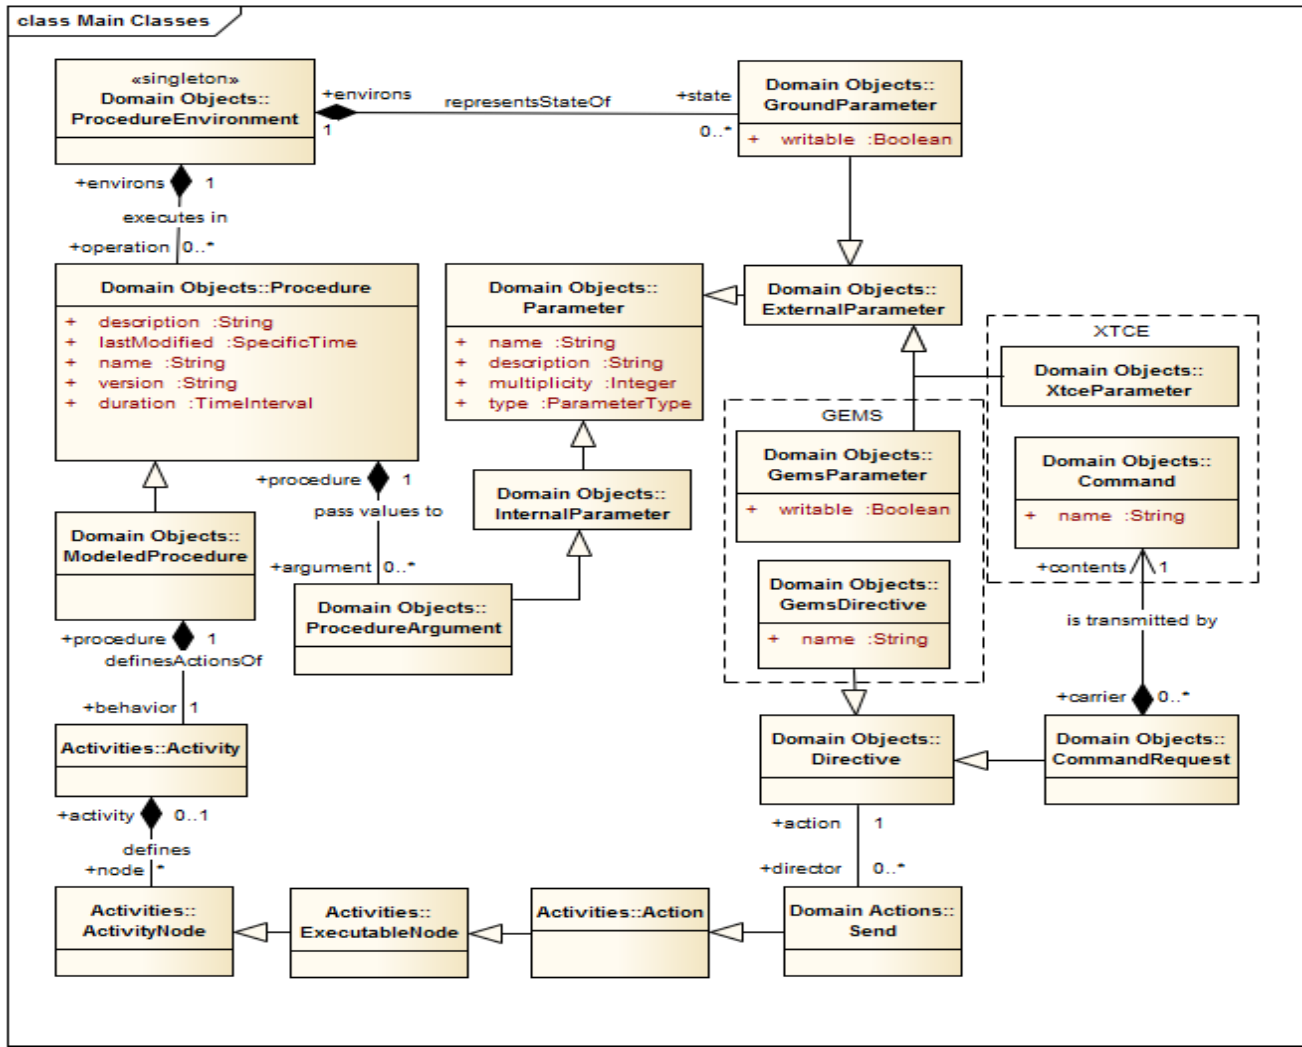 class Main Classes
«singleton»
Domain Objects::
ProcedureEnvironment
+environs
1
representsStateOf
+state
0..*
Domain Objects::
GroundParameter
+ writable :Boolean
+environs 1
executes in
+operation 0..*
Domain Objects::Procedure
+ description :String
+ lastModified :SpecificTime
+ name :String
+ version :String
+ duration :TimeInterval
Domain Objects::
Parameter
+ name :String
+ description :String
+ multiplicity :Integer
+ type :ParameterType
Domain Objects::
ExternalParameter
XTCE
Domain Objects::
XtceParameter
GEMS
Domain Objects::
GemsParameter
+ writable :Boolean
Domain Objects::
Command
+ name :String
+procedure 1
pass values to
+argument 0..*
Domain Objects::
InternalParameter
Domain Objects::
ModeledProcedure
Domain Objects::
ProcedureArgument
Domain Objects::
GemsDirective
+ name :String
+contents 1
is transmitted by
+carrier 0..*
+procedure 1
definesActionsOf
+behavior 1
Activities::Activity
Domain Objects::
Directive
Domain Objects::
CommandRequest
+activity 0..1
defines
+node *
+action 1
+director 0..*
Activities::
ActivityNode
Activities::
ExecutableNode
Activities::Action
Domain Actions::
Send